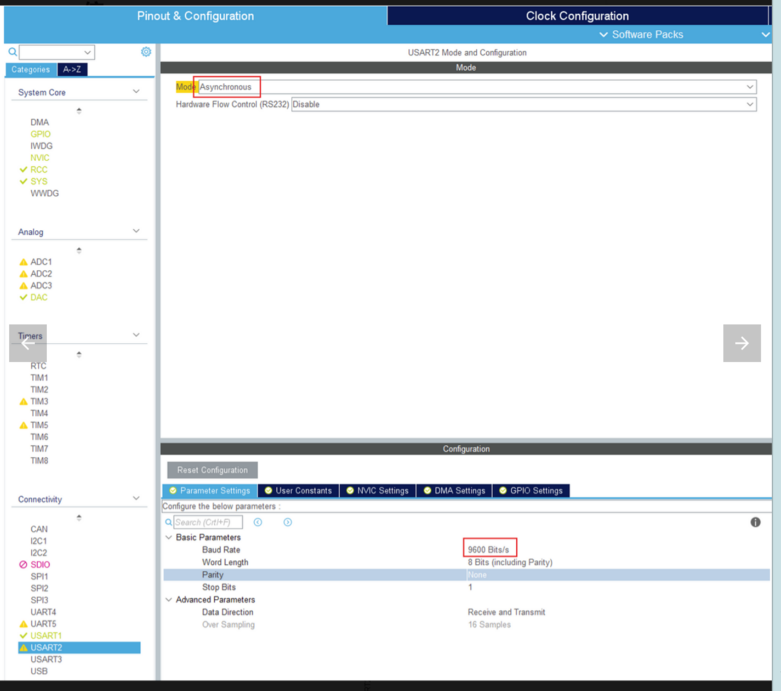 Pinout & Configuration
Clock Configuration
Software Packs
USART2 Mode and Configuration
Categories
A->Z
Mode
Mode Asynchronous
Hardware Flow Control (RS232) Disable
System Core
DMA
GPIO
IWDG
NVIC
RCC
SYS
WWDG
Analog
ADC1
ADC2
ADC3
DAC
Timers
RTC
TIM1
TIM2
TIM3
TIM4
TIM5
TIM6
TIM7
TIM8
Connectivity
CAN
I2C1
I2C2
SDIO
SPI1
SPI2
SPI3
UART4
UART5
USART1
USART2
USART3
USB
Configuration
Reset Configuration
Parameter Settings
User Constants
NVIC Settings
DMA Settings
GPIO Settings
Configure the below parameters :
Search (Crtl+F)
Basic Parameters
Baud Rate 9600 Bits/s
Word Length 8 Bits (including Parity)
Parity None
Stop Bits 1
Advanced Parameters
Data Direction Receive and Transmit
Over Sampling 16 Samples